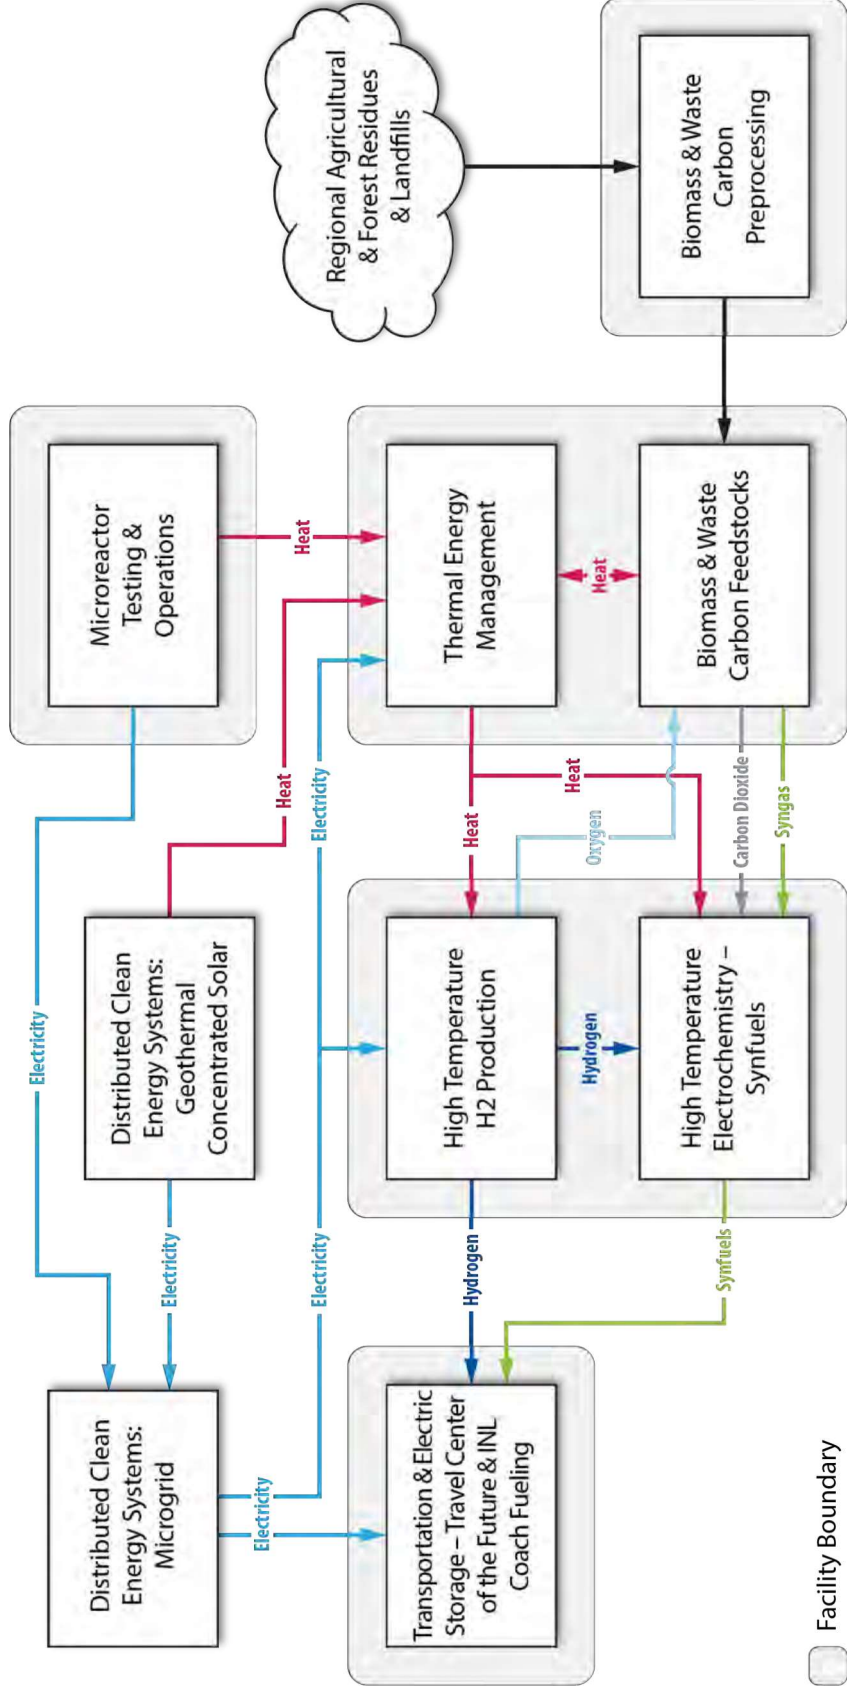 Distributed Clean
Energy Systems:
Microgrid
Electricity
Electricity
Electricity
Electricity
Electricity
Distributed Clean
Energy Systems:
Geothermal
Concentrated Solar
Heat
Microreactor
Testing &
Operations
Heat
Transportation & Electric
Storage – Travel Center
of the Future & INL
Coach Fueling
Hydrogen
Synfuels
High Temperature
H2 Production
Hydrogen
High Temperature
Electrochemistry –
Synfuels
Heat
Heat
Oxygen
Carbon Dioxide
Syngas
Thermal Energy
Management
Heat
Biomass & Waste
Carbon Feedstocks
Regional Agricultural
& Forest Residues
& Landfills
Biomass & Waste
Carbon
Preprocessing
Facility Boundary